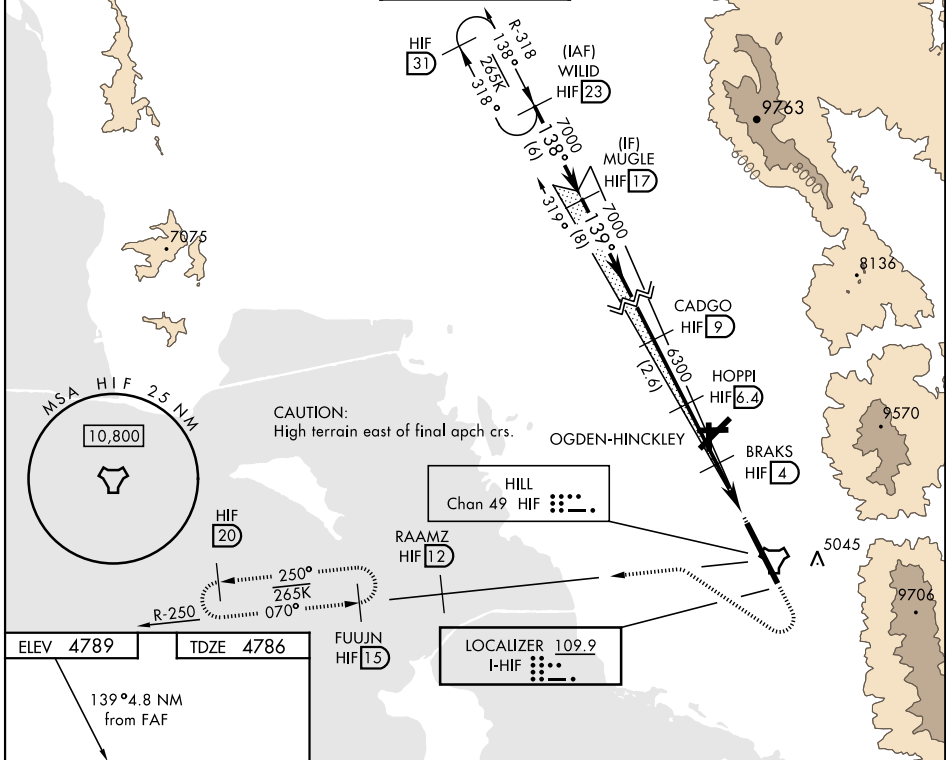 R-318
138°
265K
318°
HIF
31
(IAF)
WILID
HIF 23
7000
138°
(6)
(IF)
MUGLE
HIF 17
319°
(8)
7000
139°
9763
6000
8000
7075
8136
CADGO
HIF 9
6300
(2.6)
HOPPI
HIF 6.4
OGDEN-HINCKLEY
BRAKS
HIF 4
9570
MSA HIF 25 NM
10,800
CAUTION:
High terrain east of final apch crs.
HILL
Chan 49 HIF
5045
HIF
20
RAAMZ
HIF 12
250°
265K
070°
R-250
FUUJN
HIF 15
9706
LOCALIZER 109.9
I-HIF
ELEV 4789
TDZE 4786
139° 4.8 NM
from FAF